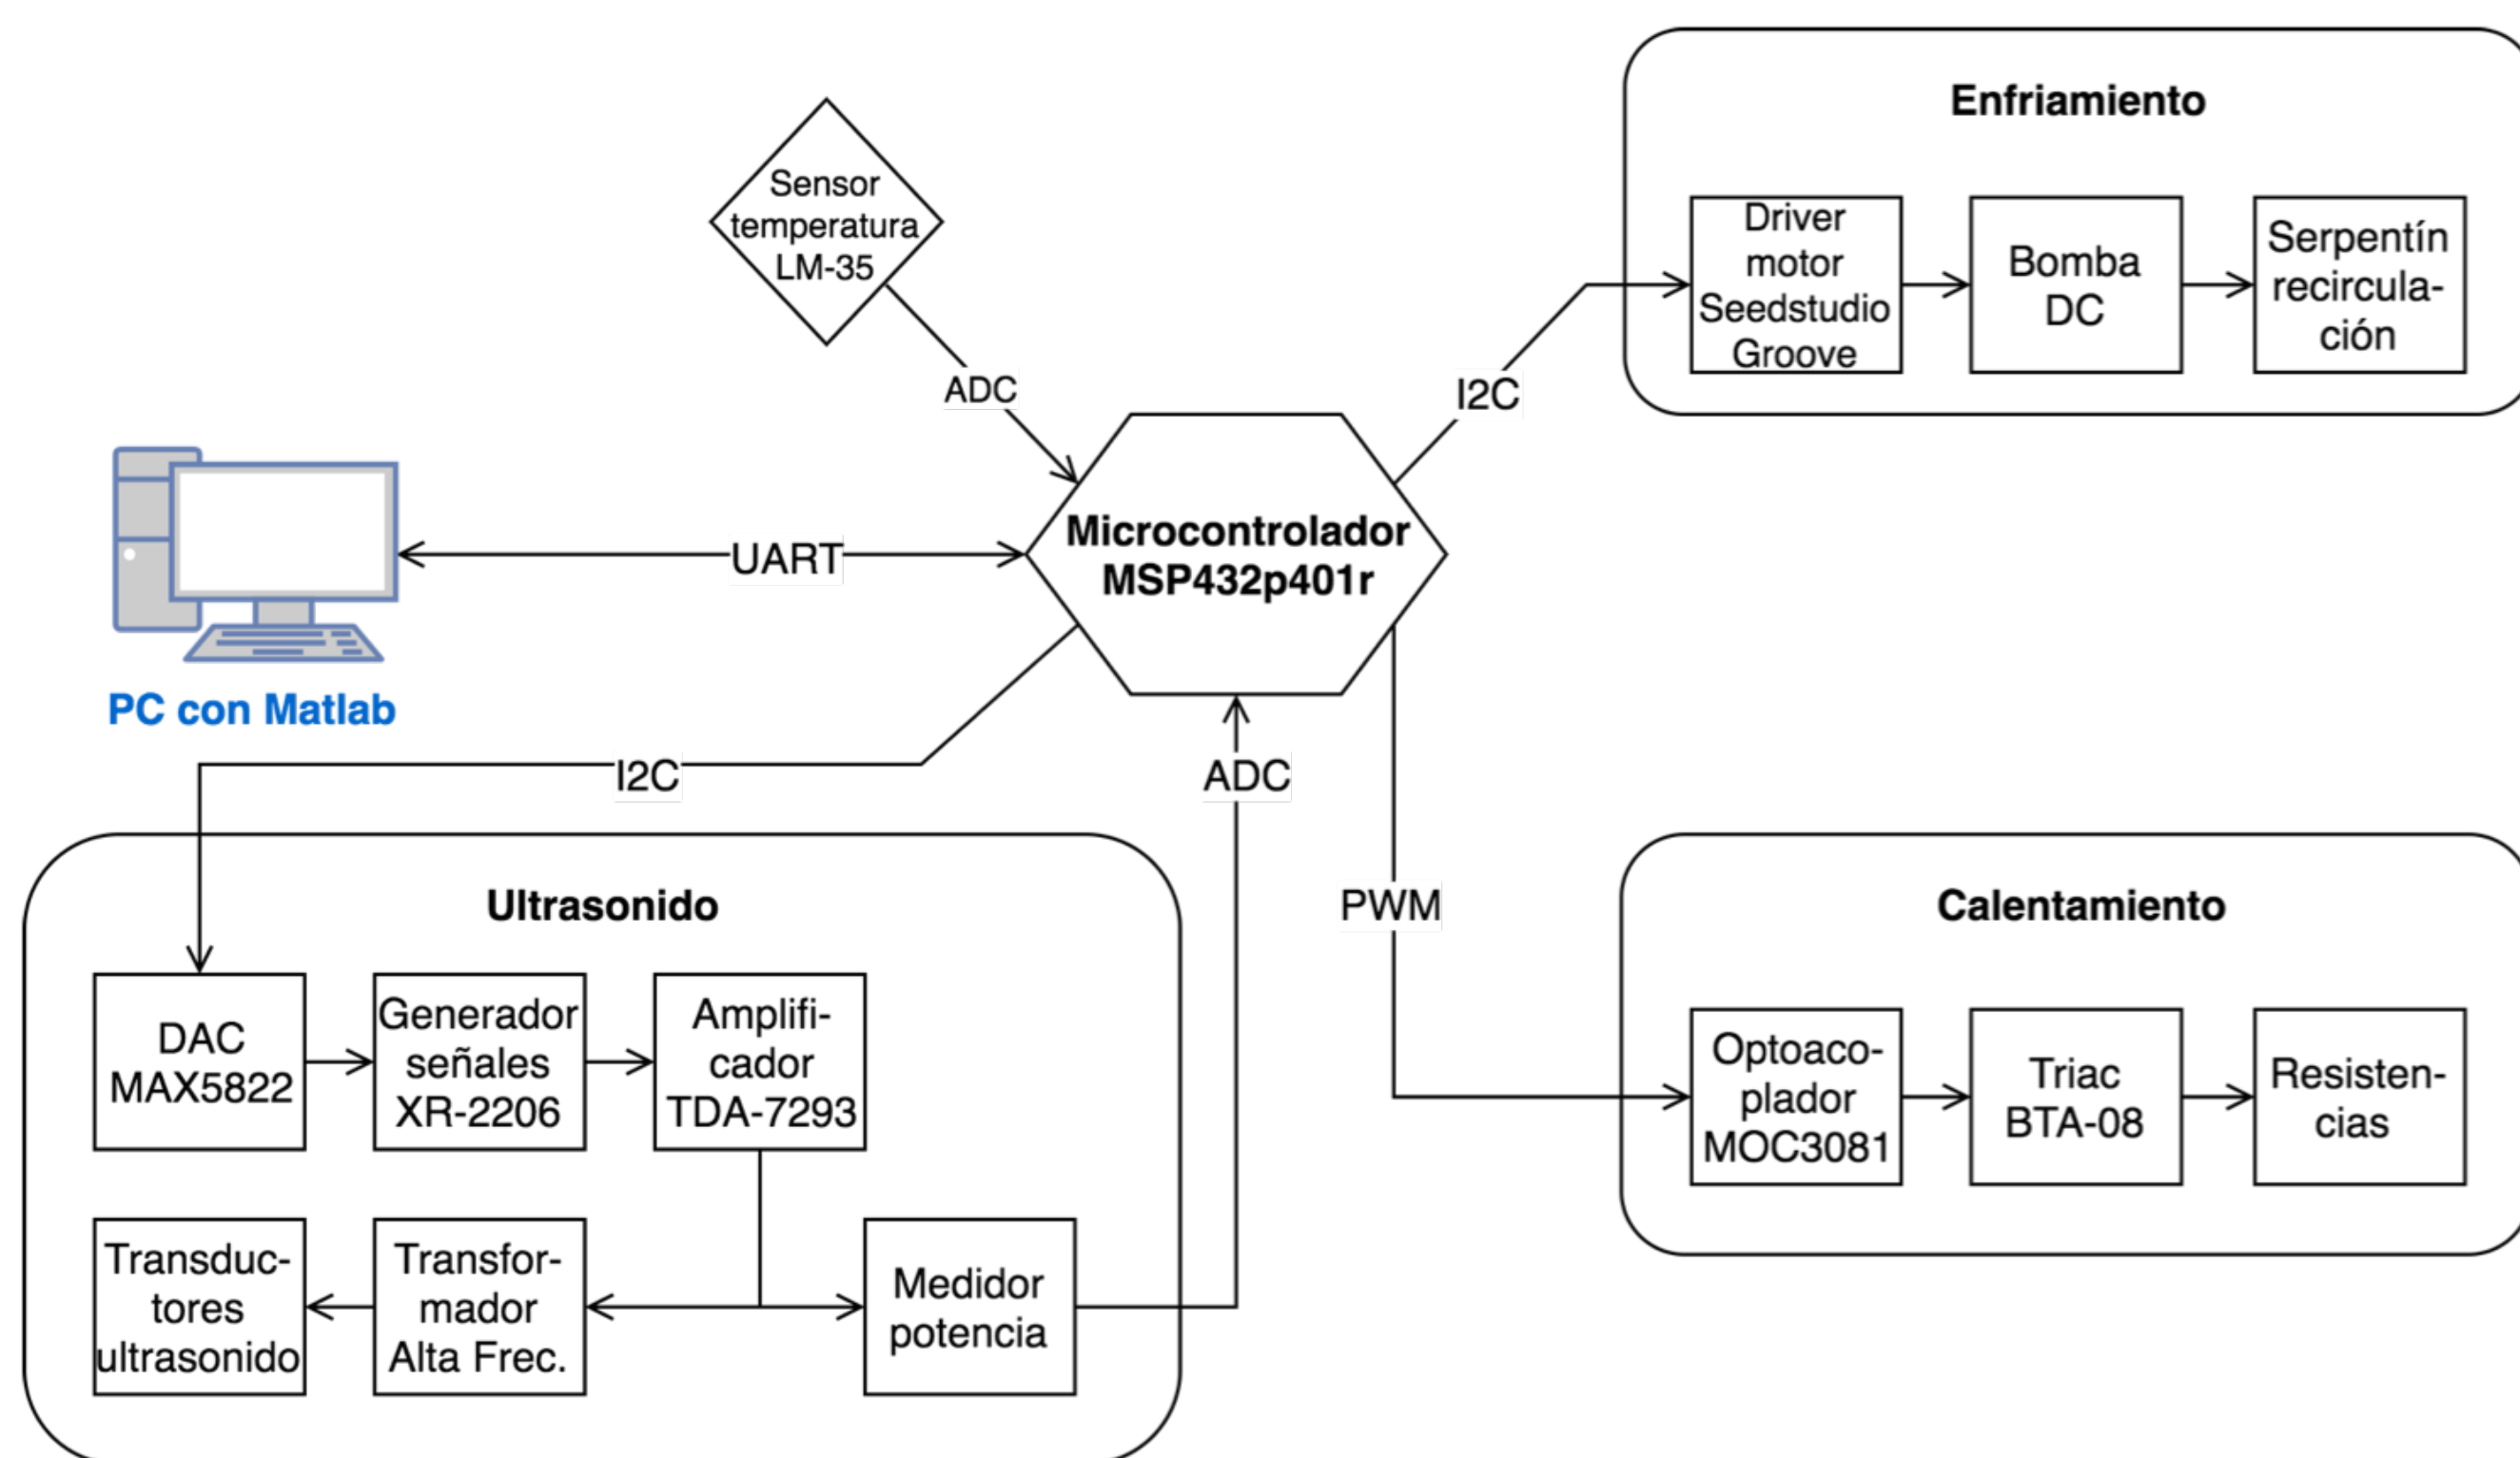 Enfriamiento
Driver
motor
Seedstudio
Groove
Bomba
DC
Serpentín
recircula-
ción
Sensor
temperatura
LM-35
ADC
I2C
Microcontrolador
MSP432p401r
UART
PC con Matlab
I2C
ADC
PWM
Ultrasonido
DAC
MAX5822
Generador
señales
XR-2206
Amplifi-
cador
TDA-7293
Transduc-
tores
ultrasonido
Transfor-
mador
Alta Frec.
Medidor
potencia
Calentamiento
Optoaco-
plador
MOC3081
Triac
BTA-08
Resisten-
cias